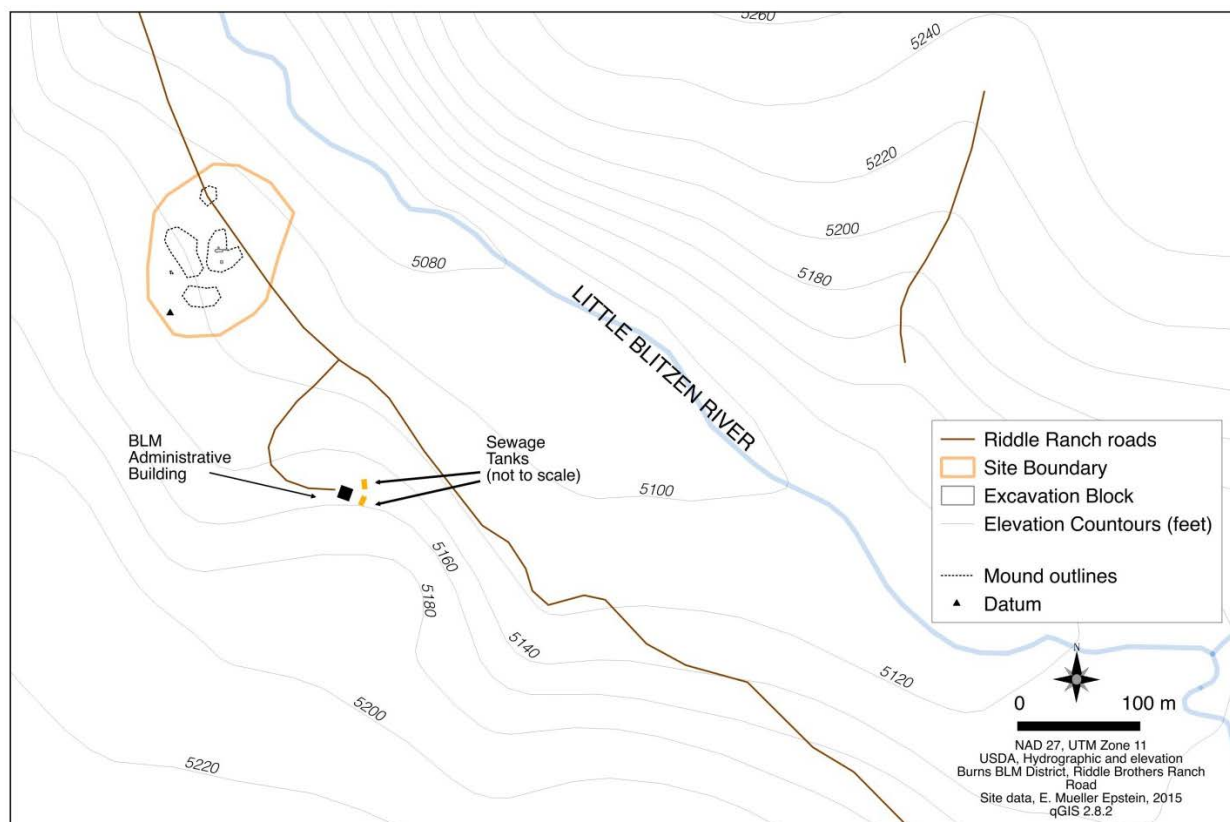 5260
5240
5220
5200
5180
5080
LITTLE BLITZEN RIVER
BLM
Administrative
Building
Sewage
Tanks
(not to scale)
5100
5160
5180
5140
5120
5200
5220
Riddle Ranch roads
Site Boundary
Excavation Block
Elevation Countours (feet)
Mound outlines
Datum
N
0 100 m
NAD 27, UTM Zone 11
USDA, Hydrographic and elevation
Burns BLM District, Riddle Brothers Ranch
Road
Site data, E. Mueller Epstein, 2015
qGIS 2.8.2